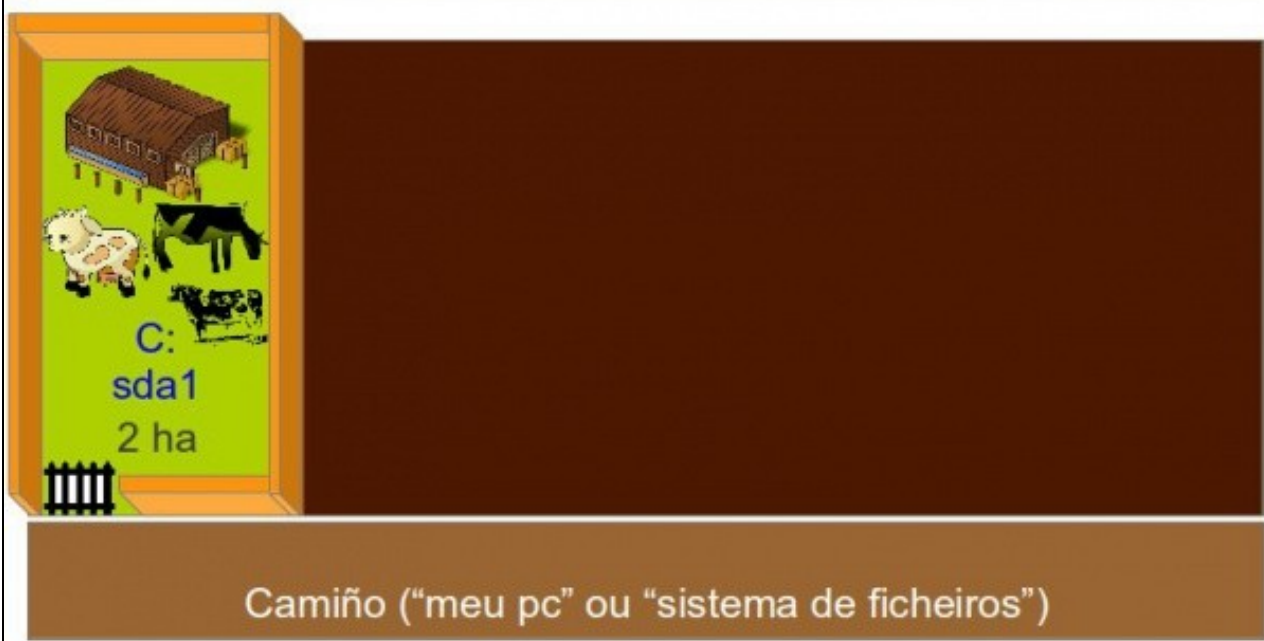 C:
sda1
2 ha
Camiño (“meu pc” ou “sistema de ficheiros”)